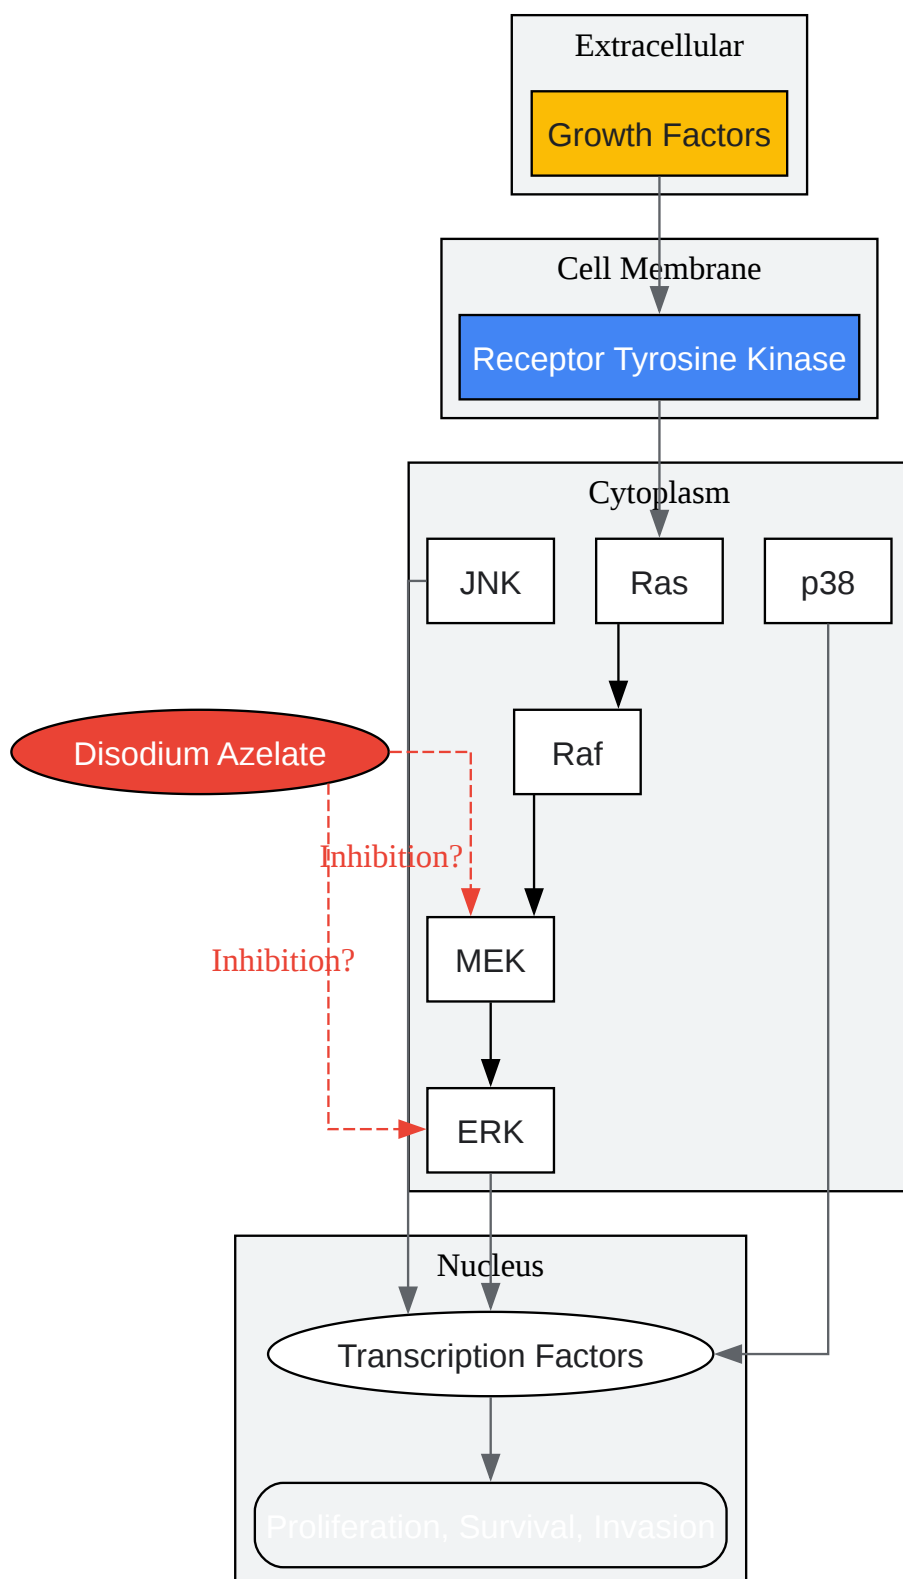 Extracellular
Growth Factors
Cell Membrane
Receptor Tyrosine Kinase
Cytoplasm
JNK
Ras
p38
Disodium Azelate
Raf
Inhibition?
MEK
Inhibition?
ERK
Nucleus
Transcription Factors
Proliferation, Survival, Invasion